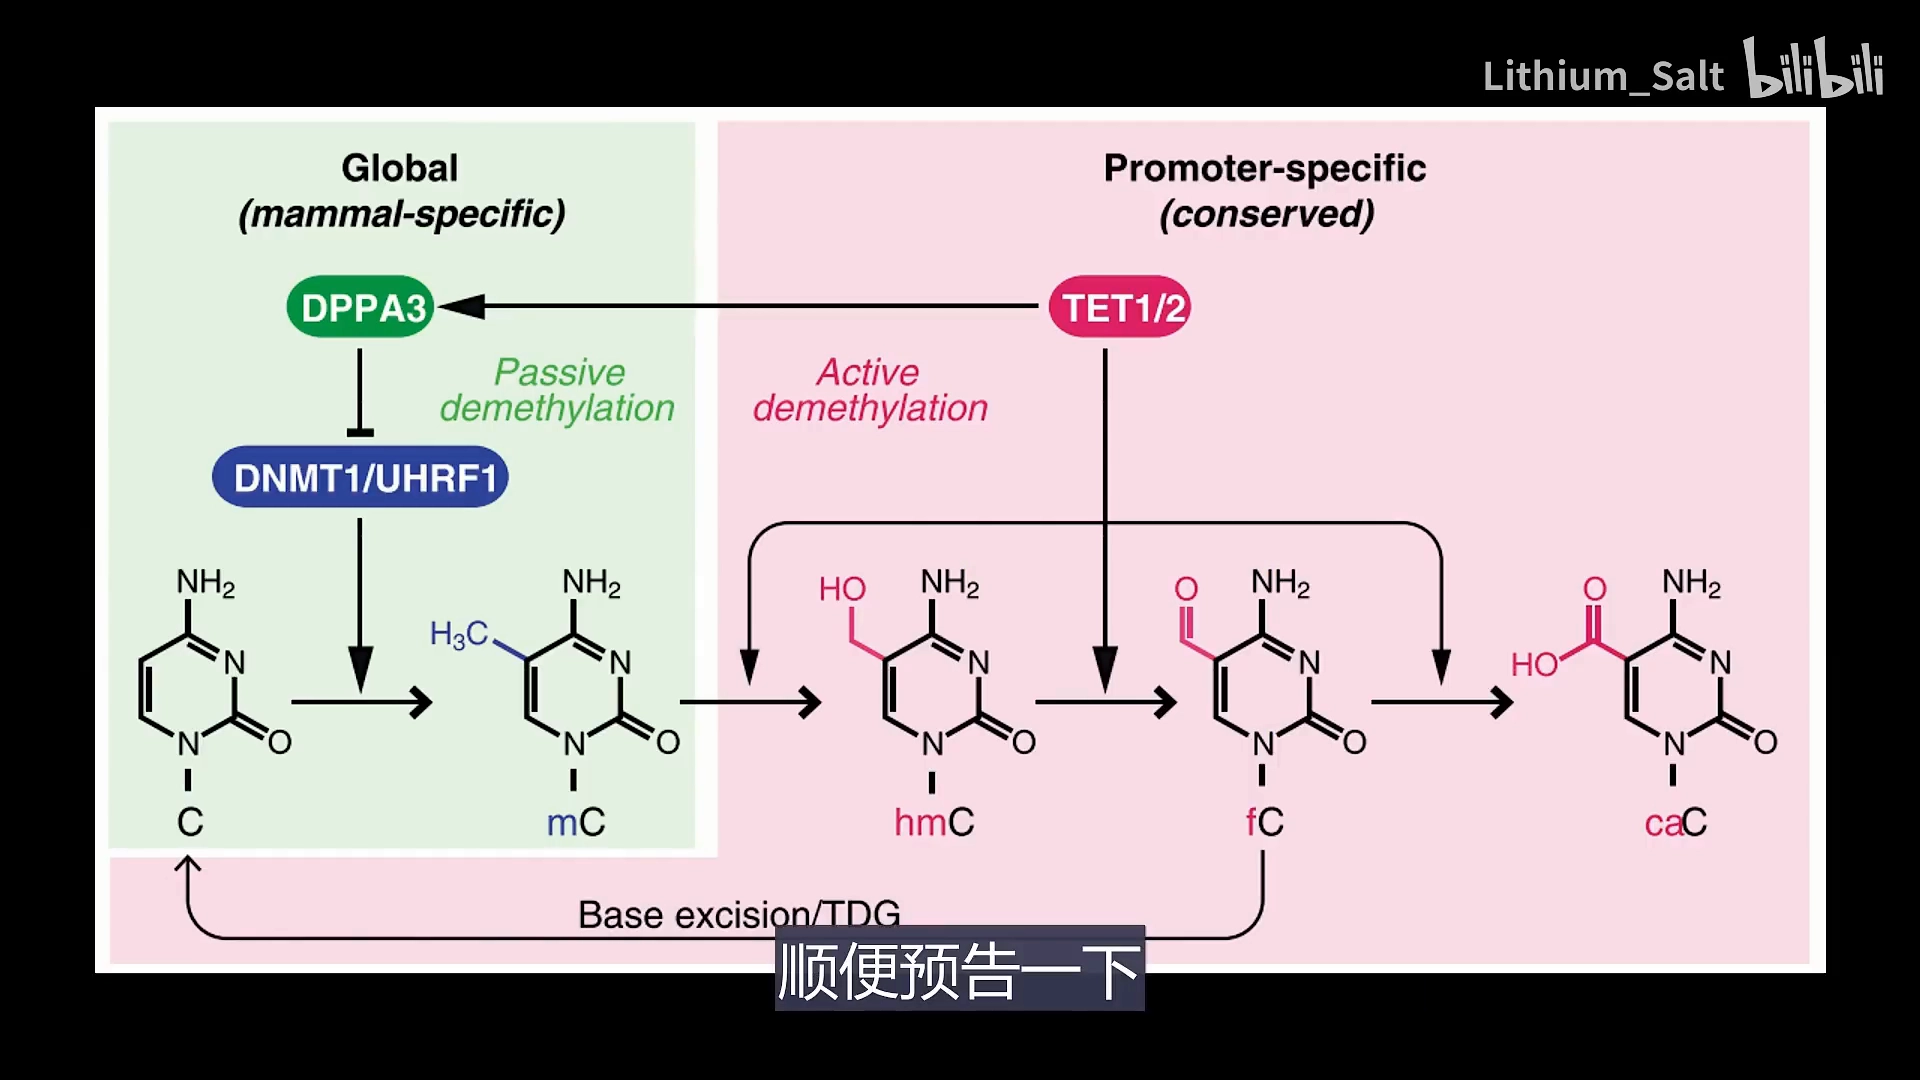 Lithium_Salt bilibili
Global
(mammal-specific)
Promoter-specific
(conserved)
DPPA3
TET1/2
Passive
demethylation
Active
demethylation
DNMT1/UHRF1
NH₂
N
N
O
C
NH₂
H₃C
N
N
O
mC
HO
NH₂
N
N
O
hmC
O
NH₂
N
N
O
fC
O
NH₂
HO
N
N
O
caC
Base excision/TDG
顺便预告一下